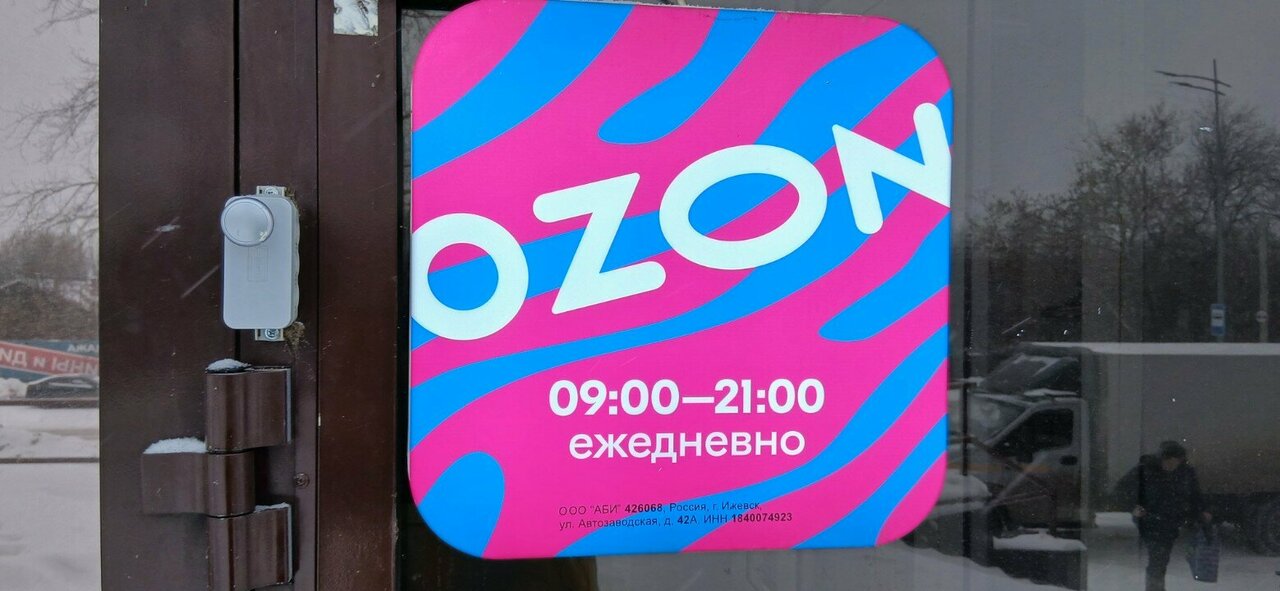 OZON
09:00—21:00
ежедневно
ООО "АБИ" 426068, Россия, г. Ижевск,
ул. Автозаводская, д. 42А, ИНН 1840074923